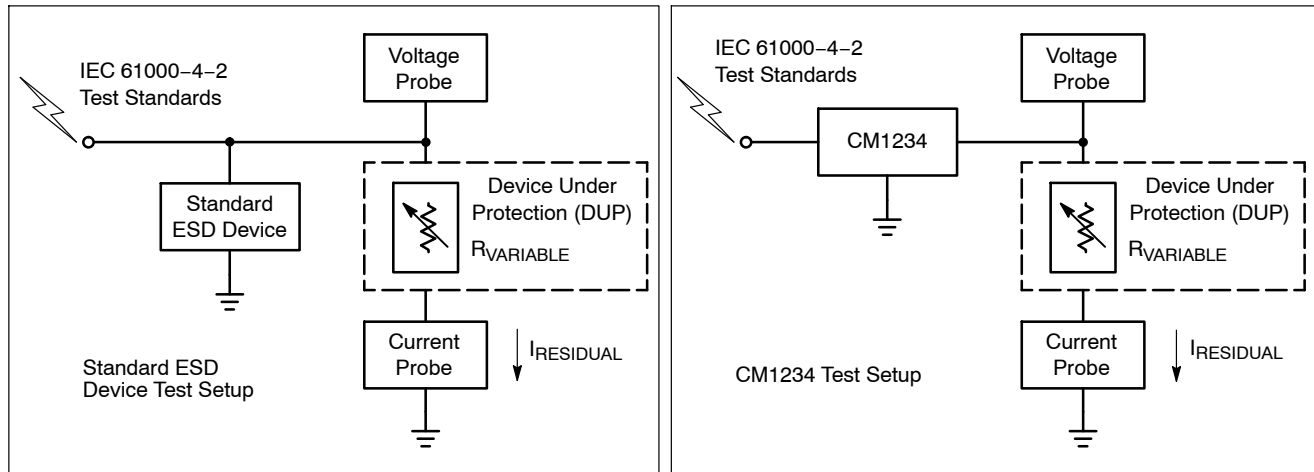 IEC 61000−4−2
Test Standards
Voltage
Probe
Standard
ESD Device
Device Under
Protection (DUP)
RVARIABLE
Current
Probe
IRESIDUAL
Standard ESD
Device Test Setup
IEC 61000−4−2
Test Standards
Voltage
Probe
CM1234
Device Under
Protection (DUP)
RVARIABLE
Current
Probe
IRESIDUAL
CM1234 Test Setup